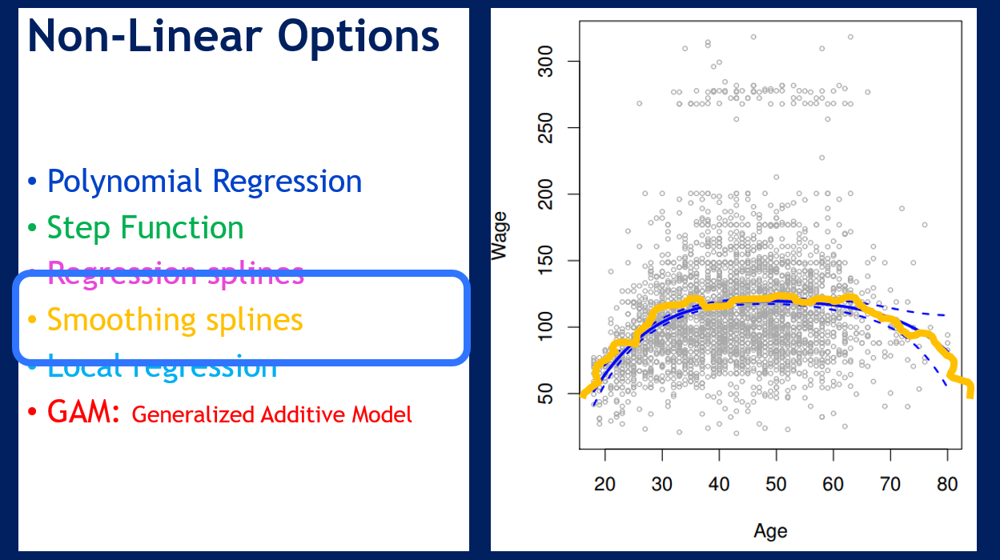 Non-Linear Options
• Polynomial Regression
• Step Function
• Regression splines
• Smoothing splines
• Local regression
• GAM: Generalized Additive Model
300
250
200
150
100
50
Wage
20 30 40 50 60 70 80
Age